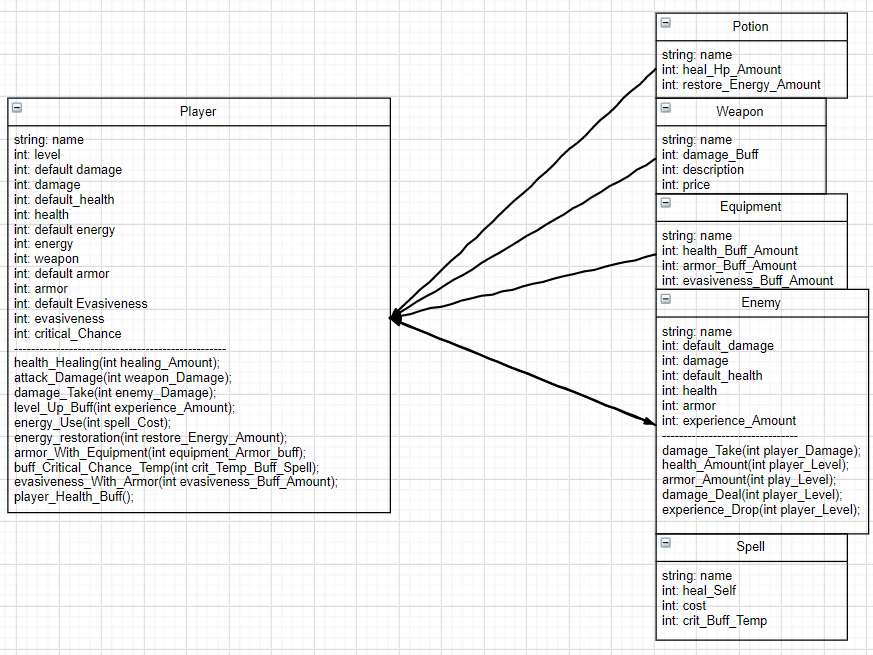 Player
string: name
int: level
int: default damage
int: damage
int: default_health
int: health
int: default energy
int: energy
int: weapon
int: default armor
int: armor
int: default Evasiveness
int: evasiveness
int: critical_Chance
--------------------------------------------------
health_Healing(int healing_Amount);
attack_Damage(int weapon_Damage);
damage_Take(int enemy_Damage);
level_Up_Buff(int experience_Amount);
energy_Use(int spell_Cost);
energy_restoration(int restore_Energy_Amount);
armor_With_Equipment(int equipment_Armor_buff);
buff_Critical_Chance_Temp(int crit_Temp_Buff_Spell);
evasiveness_With_Armor(int evasiveness_Buff_Amount);
player_Health_Buff();
Potion
string: name
int: heal_Hp_Amount
int: restore_Energy_Amount
Weapon
string: name
int: damage_Buff
int: description
int: price
Equipment
string: name
int: health_Buff_Amount
int: armor_Buff_Amount
int: evasiveness_Buff_Amount
Enemy
string: name
int: default_damage
int: damage
int: default_health
int: health
int: armor
int: experience_Amount
--------------------------------
damage_Take(int player_Damage);
health_Amount(int player_Level);
armor_Amount(int play_Level);
damage_Deal(int player_Level);
experience_Drop(int player_Level);
Spell
string: name
int: heal_Self
int: cost
int: crit_Buff_Temp